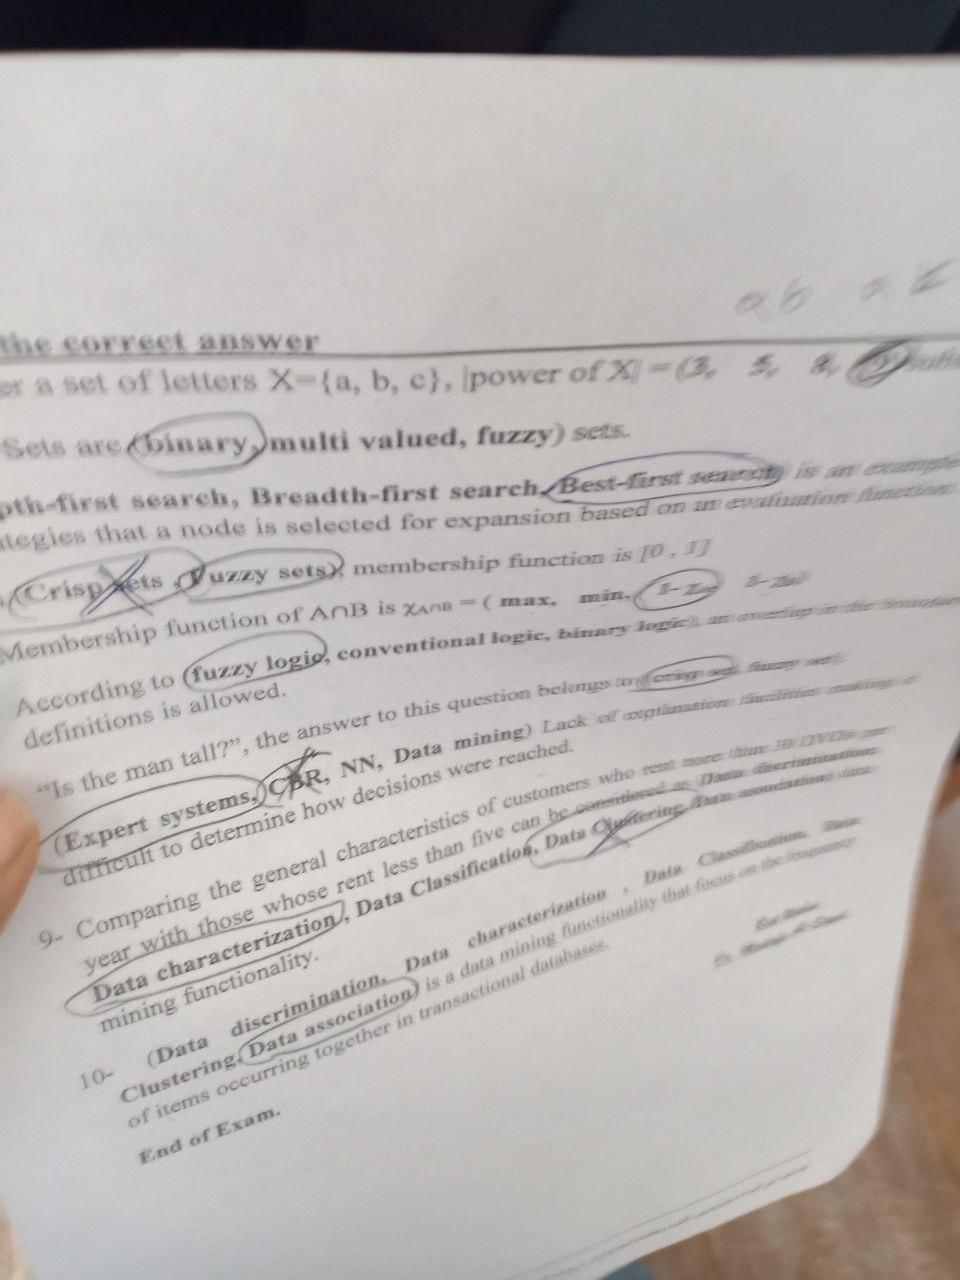 ab a
the correct answer
er a set of letters X={a, b, c}, |power of X| = (3, 5, 8, 9)
Sets are (binary, multi valued, fuzzy) sets.
pth-first search, Breadth-first search, Best-first search) is an example
ategies that a node is selected for expansion based on an evaluation function.
(Crisp sets, Fuzzy sets), membership function is [0 , 1]
Membership function of A∩B is χA∩B = ( max, min,
According to (fuzzy logic, conventional logic, binary logic), an overlap in the boundary
definitions is allowed.
"Is the man tall?", the answer to this question belongs to (crisp set, fuzzy set).
(Expert systems, CBR, NN, Data mining) Lack of explanation facilities making it
difficult to determine how decisions were reached.
9- Comparing the general characteristics of customers who rent more than 30 DVDs per
year with those whose rent less than five can be considered as (Data discrimination,
Data characterization, Data Classification, Data Clustering, Data association) data
mining functionality.
10- (Data discrimination, Data characterization , Data Classification, Data
Clustering, Data association) is a data mining functionality that focus on the frequency
of items occurring together in transactional databases.
End of Exam.